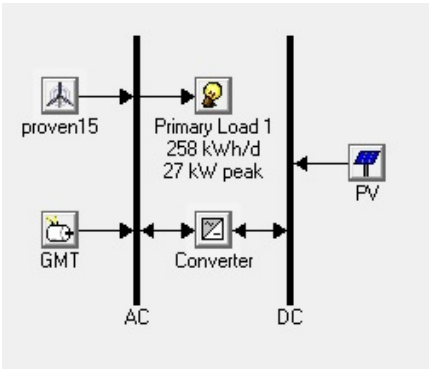 proven15
Primary Load 1
258 kWh/d
27 kW peak
PV
GMT
Converter
AC
DC